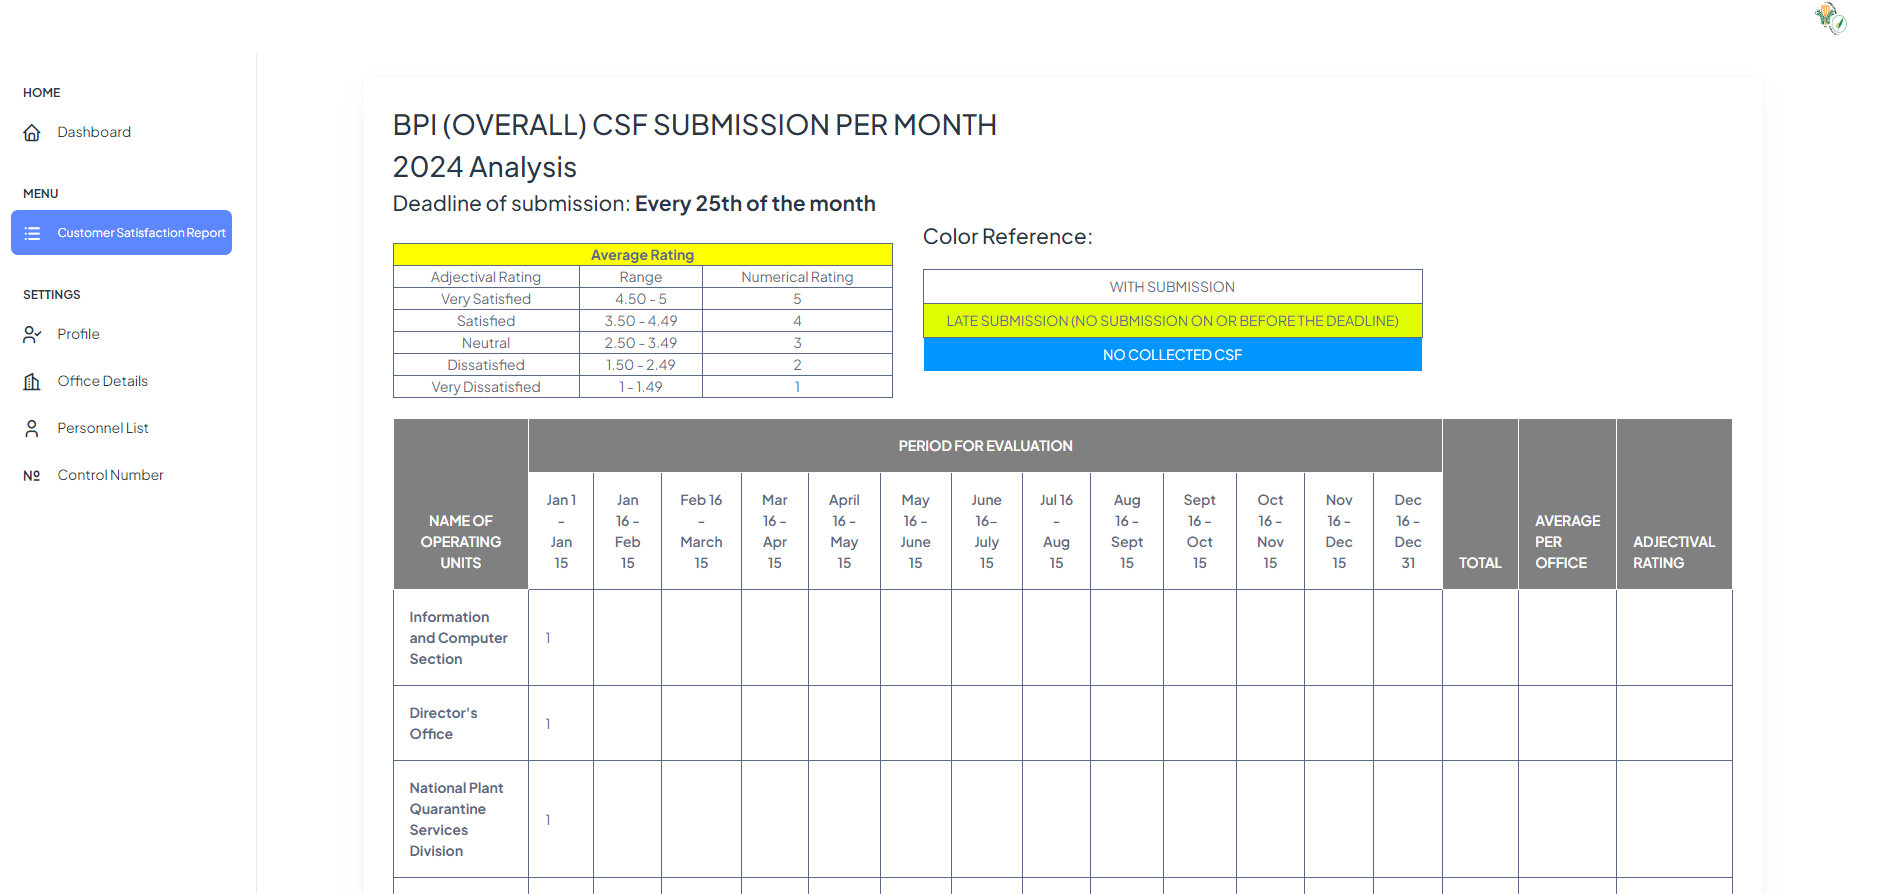 HOME
Dashboard
MENU
Customer Satisfaction Report
SETTINGS
Profile
Office Details
Personnel List
Nº Control Number
BPI (OVERALL) CSF SUBMISSION PER MONTH
2024 Analysis
Deadline of submission: Every 25th of the month
Average Rating
Adjectival Rating Range Numerical Rating
Very Satisfied 4.50 - 5 5
Satisfied 3.50 - 4.49 4
Neutral 2.50 - 3.49 3
Dissatisfied 1.50 - 2.49 2
Very Dissatisfied 1 - 1.49 1
Color Reference:
WITH SUBMISSION
LATE SUBMISSION (NO SUBMISSION ON OR BEFORE THE DEADLINE)
NO COLLECTED CSF
NAME OF
OPERATING
UNITS
PERIOD FOR EVALUATION
Jan 1
-
Jan
15
Jan
16 -
Feb
15
Feb 16
-
March
15
Mar
16 -
Apr
15
April
16 -
May
15
May
16 -
June
15
June
16–
July
15
Jul 16
-
Aug
15
Aug
16 -
Sept
15
Sept
16 -
Oct
15
Oct
16 -
Nov
15
Nov
16 -
Dec
15
Dec
16 -
Dec
31
TOTAL
AVERAGE
PER
OFFICE
ADJECTIVAL
RATING
Information
and Computer
Section
1
Director's
Office
1
National Plant
Quarantine
Services
Division
1